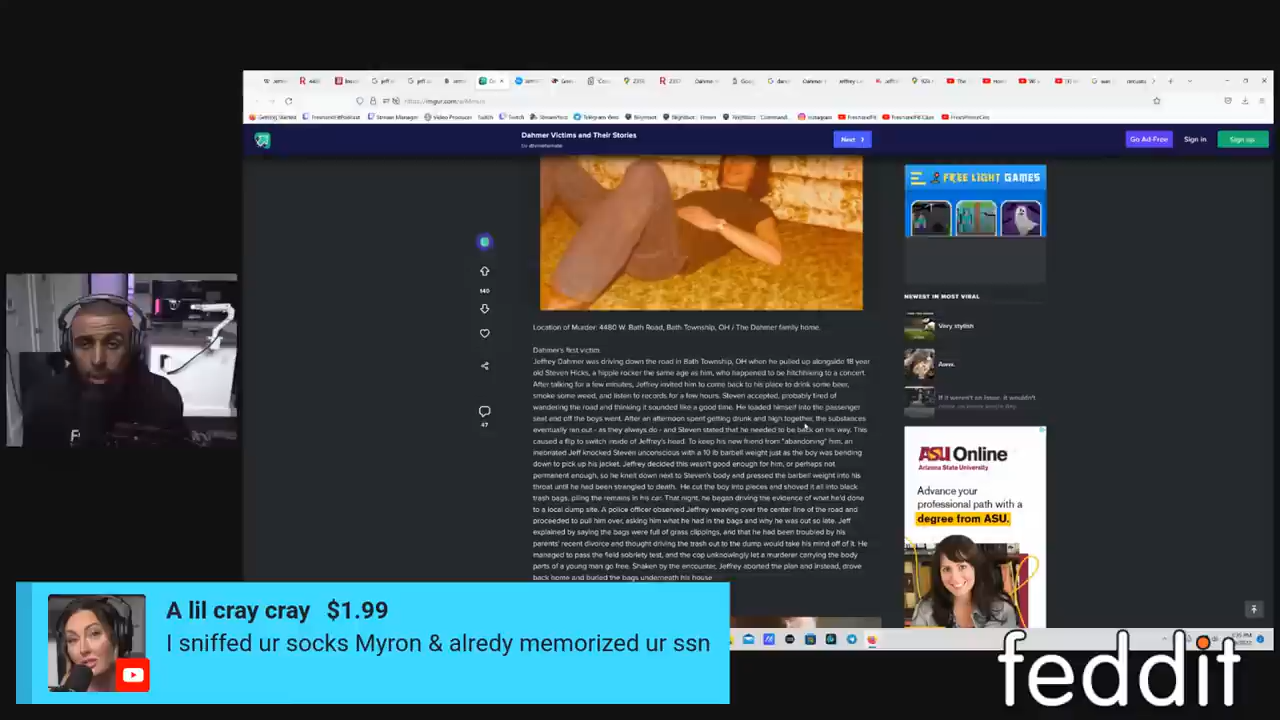 https://imgur.com/a/
Getting Started
Stream Manager
Video Producer
Twitch
Dahmer Victims and Their Stories
Next
Go Ad-Free
Sign in
Sign up
FREE LIGHT GAMES
140
47
NEWEST IN MOST VIRAL
Very stylish
Aww.
If it weren't an issue, it wouldn't
Location of Murder: 4480 W. Bath Road, Bath Township, OH / The Dahmer family home.
Dahmer's first victim.
Jeffrey Dahmer was driving down the road in Bath Township, OH when he pulled up alongside 18 year
old Steven Hicks, a hippie rocker the same age as him, who happened to be hitchhiking to a concert.
After talking for a few minutes, Jeffrey invited him to come back to his place to drink some beer,
smoke some weed, and listen to records for a few hours. Steven accepted, probably tired of
wandering the road and thinking it sounded like a good time. He loaded himself into the passenger
seat and off the boys went. After an afternoon spent getting drunk and high together, the substances
eventually ran out - as they always do - and Steven stated that he needed to be back on his way. This
caused a flip to switch inside of Jeffrey's head. To keep his new friend from "abandoning" him, an
inebriated Jeff knocked Steven unconscious with a 10 lb barbell weight just as the boy was bending
down to pick up his jacket. Jeffrey decided this wasn't good enough for him, or perhaps not
permanent enough, so he knelt down next to Steven's body and pressed the barbell weight into his
throat until he had been strangled to death. He cut the boy into pieces and shoved it all into black
trash bags, piling the remains in his car. That night, he began driving the evidence of what he'd done
to a local dump site. A police officer observed Jeffrey weaving over the center line of the road and
proceeded to pull him over, asking him what he had in the bags and why he was out so late. Jeff
explained by saying the bags were full of grass clippings, and that he had been troubled by his
parents' recent divorce and thought driving the trash out to the dump would take his mind off of it. He
managed to pass the field sobriety test, and the cop unknowingly let a murderer carrying the body
parts of a young man go free. Shaken by the encounter, Jeffrey aborted the plan and instead, drove
back home and buried the bags underneath his house
ASU Online
Arizona State University
Advance your
professional path with a
degree from ASU.
A lil cray cray $1.99
I sniffed ur socks Myron & alredy memorized ur ssn
feddit